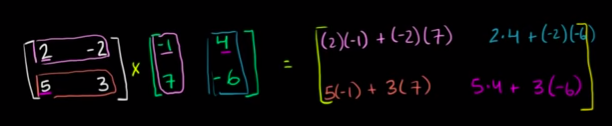 [2 -2] × [-1 4] = [(2)(-1) + (-2)(7) 2·4 + (-2)(-6)]
[5 3] [7 -6] [5(-1) + 3(7) 5·4 + 3(-6)]